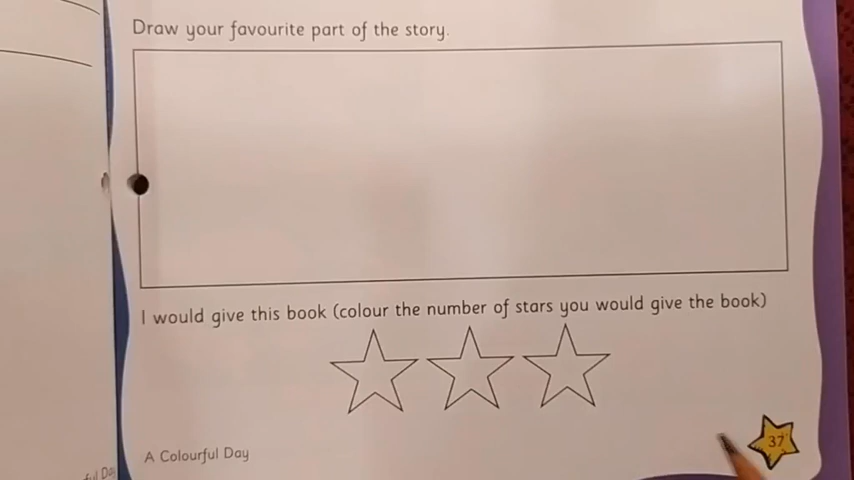 Draw your favourite part of the story.
I would give this book (colour the number of stars you would give the book)
A Colourful Day
37